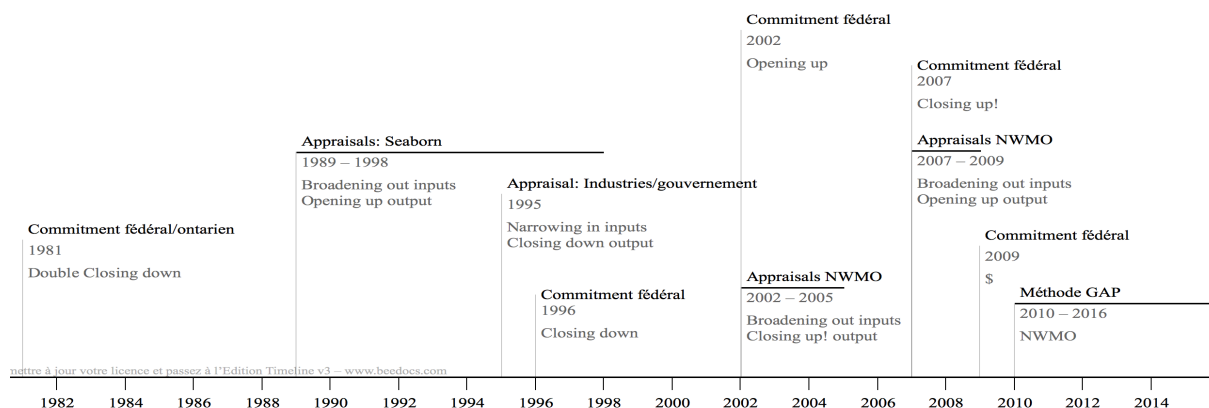 Commitment fédéral
2002
Opening up
Commitment fédéral
2007
Closing up!
Appraisals: Seaborn
1989 – 1998
Broadening out inputs
Opening up output
Appraisals NWMO
2007 – 2009
Broadening out inputs
Opening up output
Appraisal: Industries/gouvernement
1995
Narrowing in inputs
Closing down output
Commitment fédéral/ontarien
1981
Double Closing down
Commitment fédéral
2009
$
Appraisals NWMO
2002 – 2005
Broadening out inputs
Closing up! output
Commitment fédéral
1996
Closing down
Méthode GAP
2010 – 2016
NWMO
nettre à jour votre licence et passez à l'Edition Timeline v3 – www.beedocs.com
1982 1984 1986 1988 1990 1992 1994 1996 1998 2000 2002 2004 2006 2008 2010 2012 2014